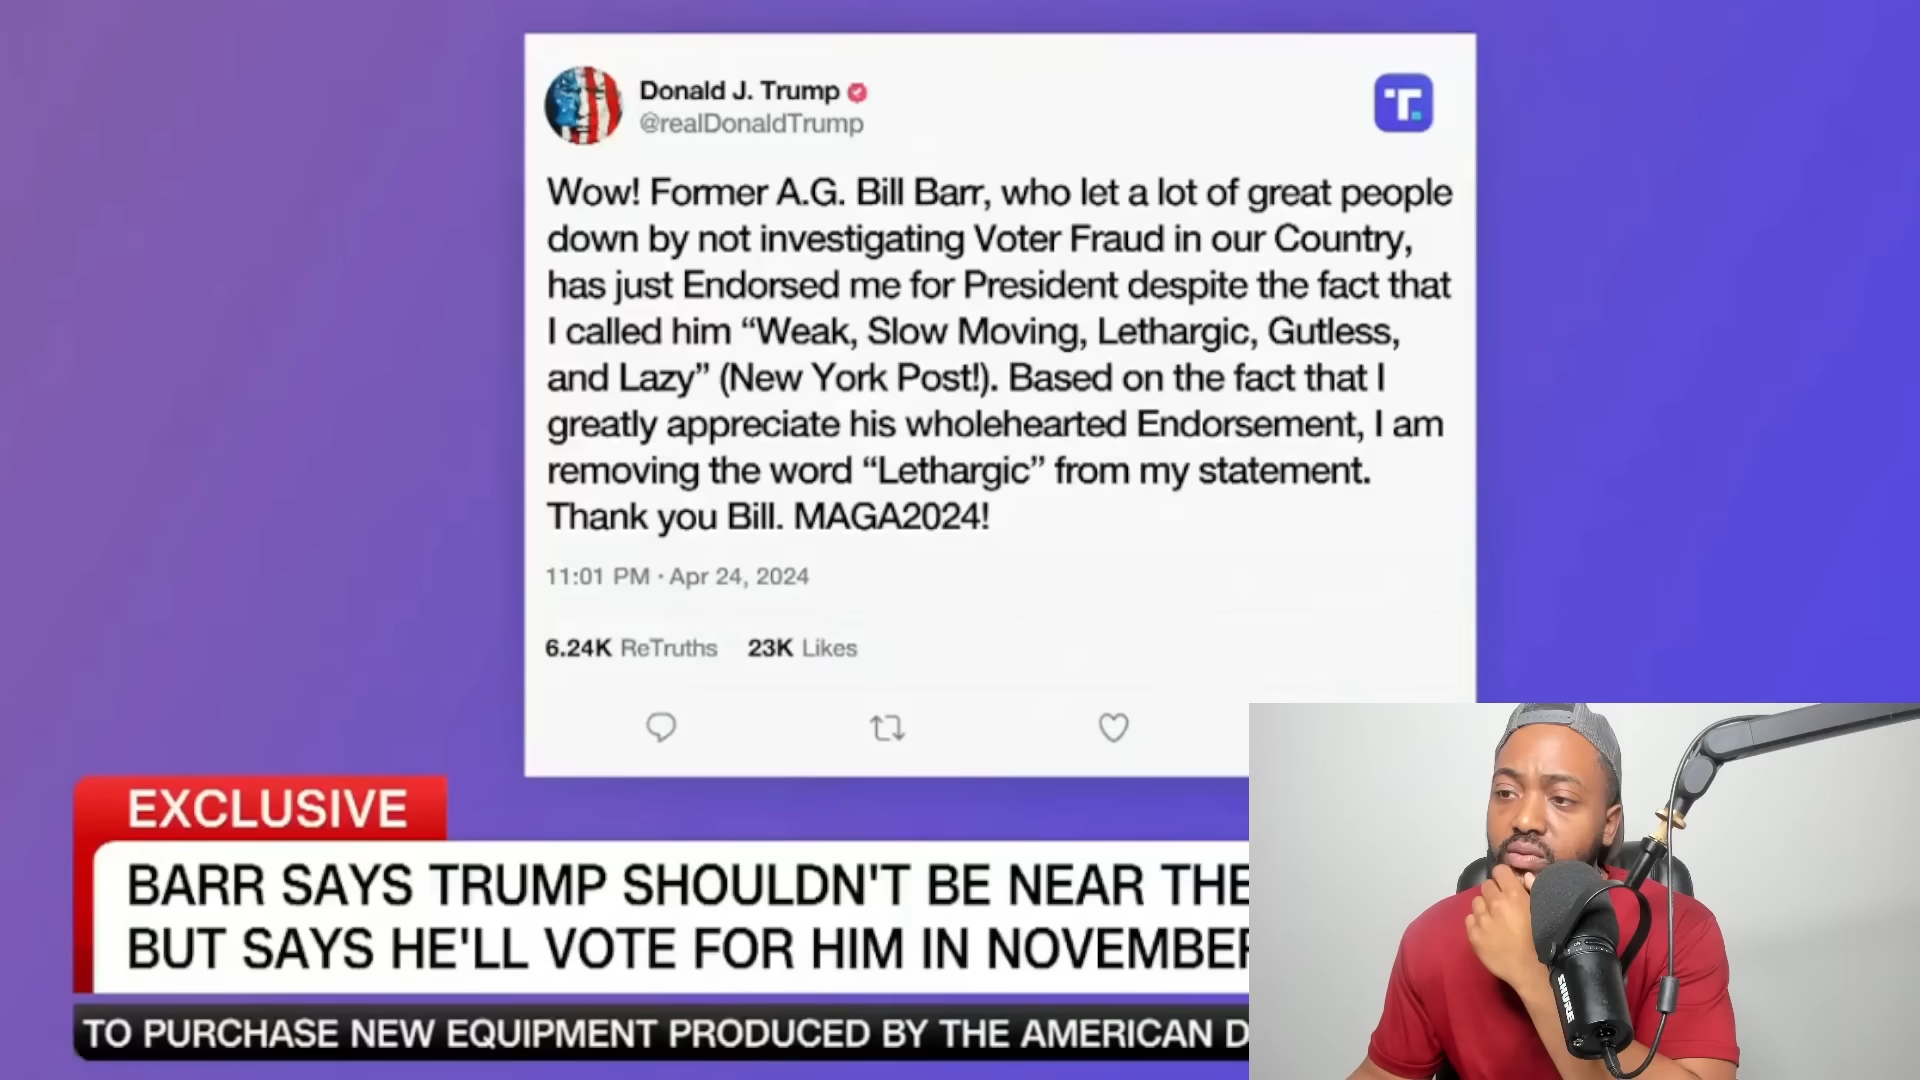 Donald J. Trump
@realDonaldTrump
T.
Wow! Former A.G. Bill Barr, who let a lot of great people
down by not investigating Voter Fraud in our Country,
has just Endorsed me for President despite the fact that
I called him “Weak, Slow Moving, Lethargic, Gutless,
and Lazy” (New York Post!). Based on the fact that I
greatly appreciate his wholehearted Endorsement, I am
removing the word “Lethargic” from my statement.
Thank you Bill. MAGA2024!
11:01 PM · Apr 24, 2024
6.24K ReTruths 23K Likes
EXCLUSIVE
BARR SAYS TRUMP SHOULDN'T BE NEAR THE
BUT SAYS HE'LL VOTE FOR HIM IN NOVEMBER
TO PURCHASE NEW EQUIPMENT PRODUCED BY THE AMERICAN D
SHURE